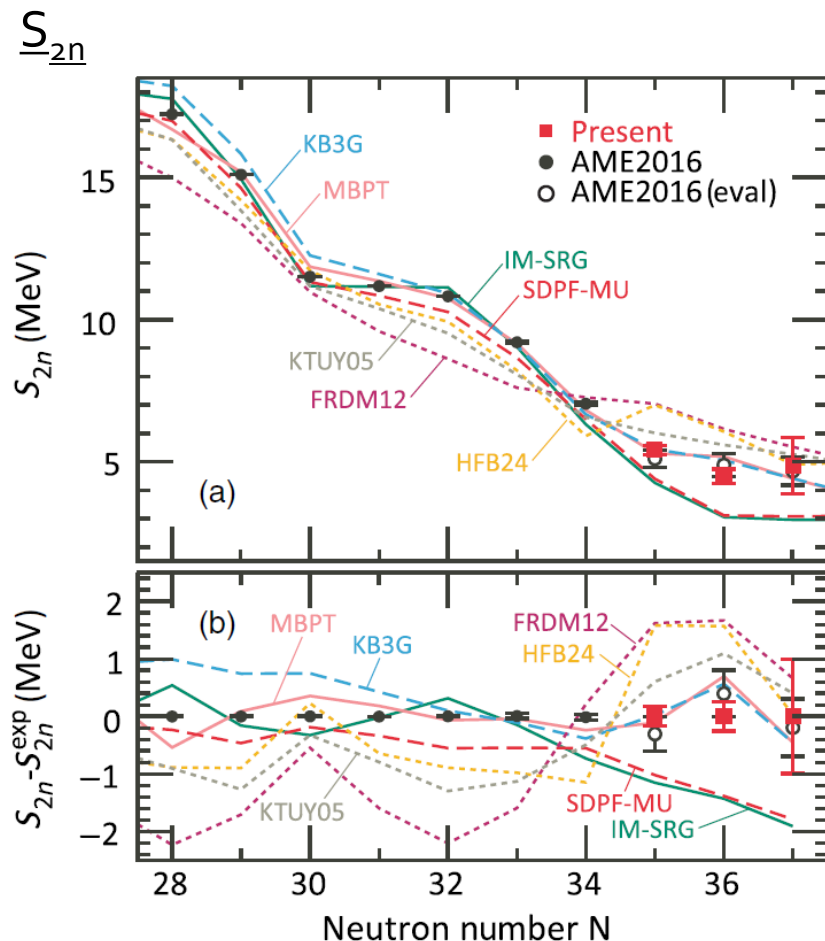 S2n
KB3G
MBPT
IM-SRG
SDPF-MU
KTUY05
FRDM12
HFB24
Present
AME2016
AME2016 (eval)
15
10
5
S2n (MeV)
(a)
(b)
MBPT
KB3G
FRDM12
HFB24
KTUY05
SDPF-MU
IM-SRG
2
1
0
−1
−2
S2n-S2n^exp (MeV)
28 30 32 34 36
Neutron number N